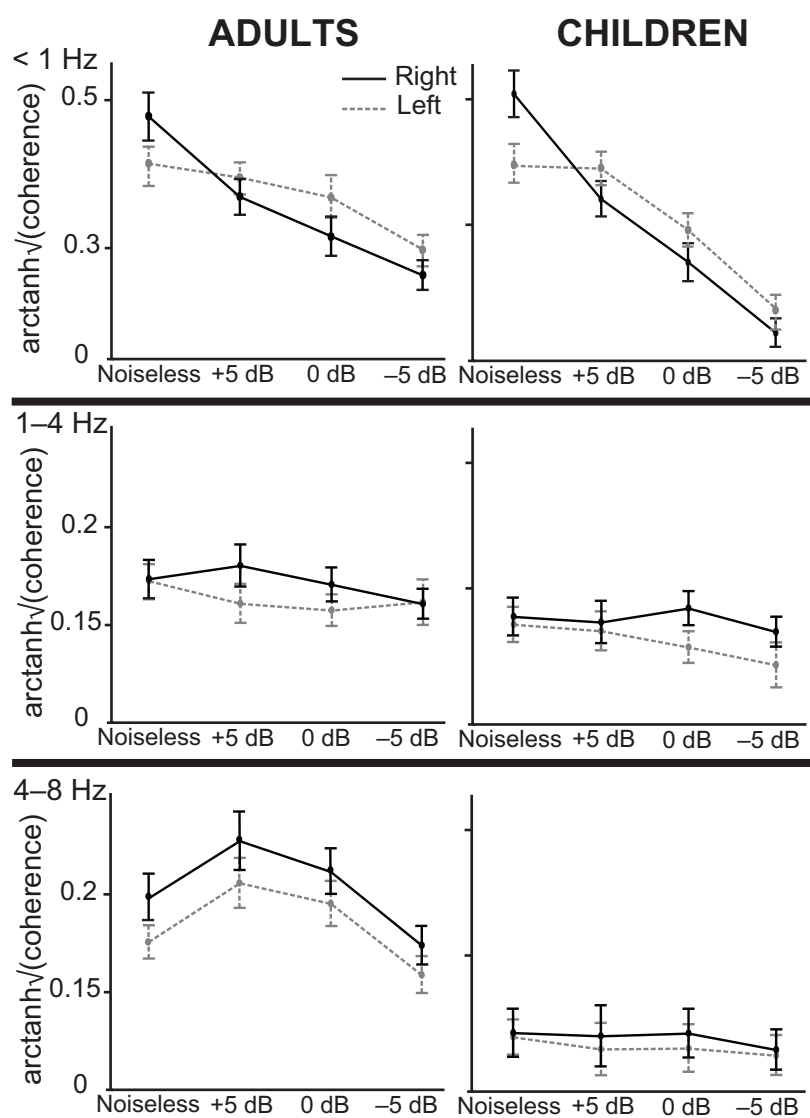 ADULTS CHILDREN
< 1 Hz
Right
Left
arctanh√(coherence)
0.5
0.3
0
Noiseless +5 dB 0 dB –5 dB Noiseless +5 dB 0 dB –5 dB
1–4 Hz
arctanh√(coherence)
0.2
0.15
0
Noiseless +5 dB 0 dB –5 dB Noiseless +5 dB 0 dB –5 dB
4–8 Hz
arctanh√(coherence)
0.2
0.15
0
Noiseless +5 dB 0 dB –5 dB Noiseless +5 dB 0 dB –5 dB